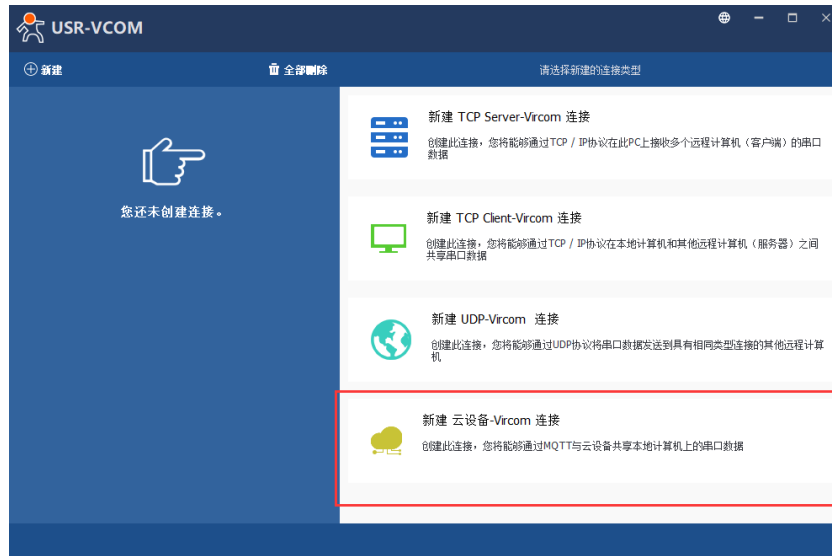 USR-VCOM
新建
全部删除
请选择新建的连接类型
您还未创建连接。
新建 TCP Server-Vircom 连接
创建此连接，您将能够通过TCP / IP协议在此PC上接收多个远程计算机（客户端）的串口
数据
新建 TCP Client-Vircom 连接
创建此连接，您将能够通过TCP / IP协议在本地计算机和其他远程计算机（服务器）之间
共享串口数据
新建 UDP-Vircom 连接
创建此连接，您将能够通过UDP协议将串口数据发送到具有相同类型连接的其他远程计算
机
新建 云设备-Vircom 连接
创建此连接，您将能够通过MQTT与云设备共享本地计算机上的串口数据